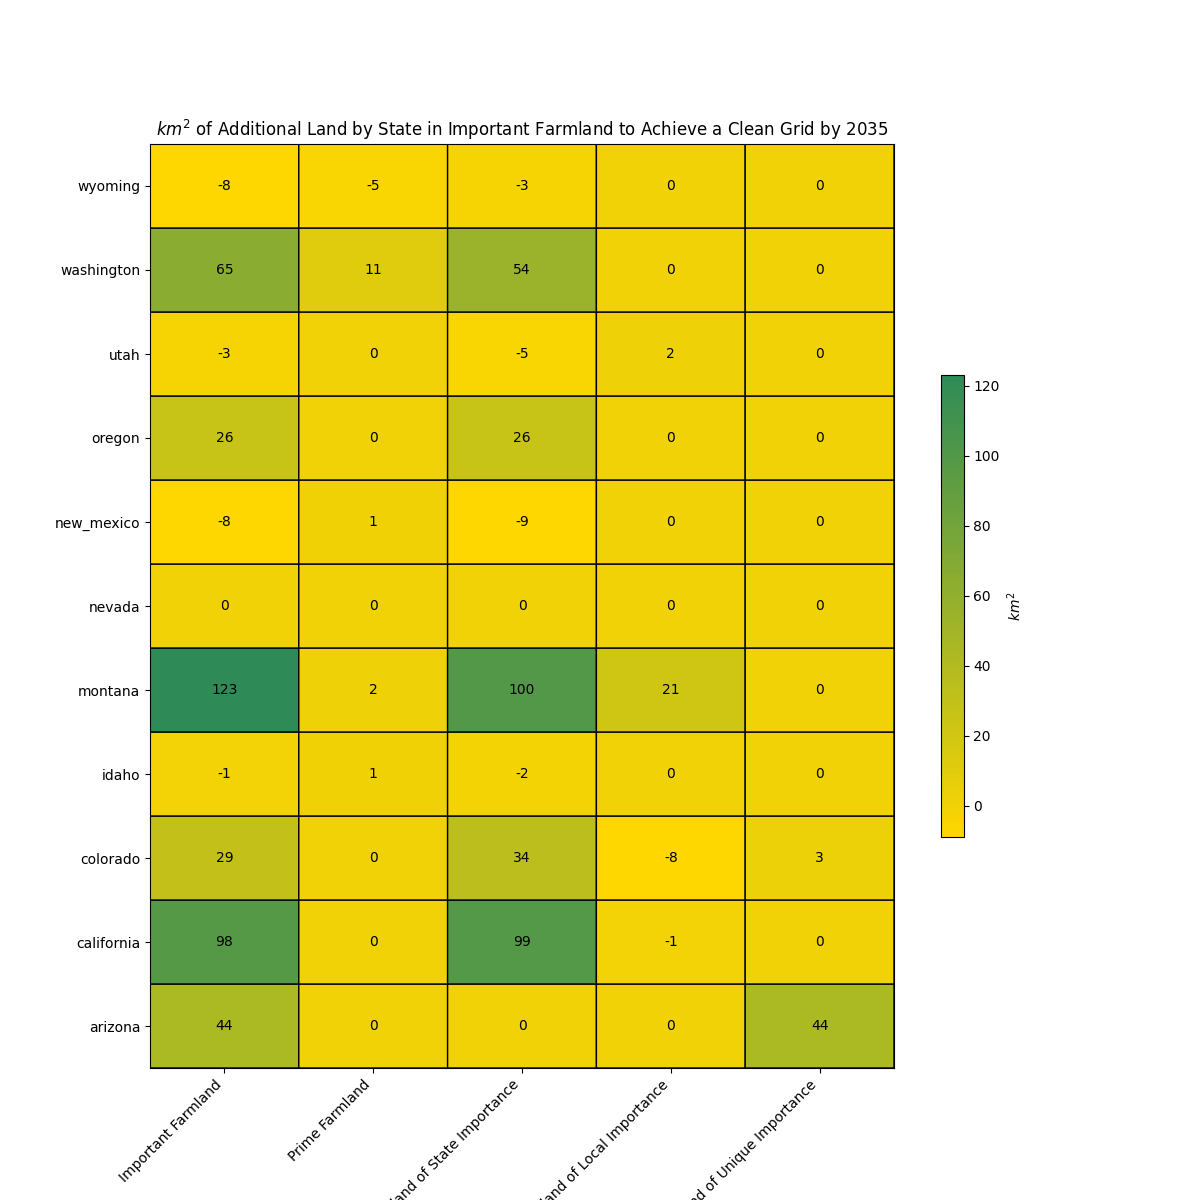 km² of Additional Land by State in Important Farmland to Achieve a Clean Grid by 2035
wyoming -8 -5 -3 0 0
washington 65 11 54 0 0
utah -3 0 -5 2 0
oregon 26 0 26 0 0
new_mexico -8 1 -9 0 0
nevada 0 0 0 0 0
montana 123 2 100 21 0
idaho -1 1 -2 0 0
colorado 29 0 34 -8 3
california 98 0 99 -1 0
arizona 44 0 0 0 44
Important Farmland
Prime Farmland
of State Importance
of Local Importance
of Unique Importance
120
100
80
60
40
20
0
km²